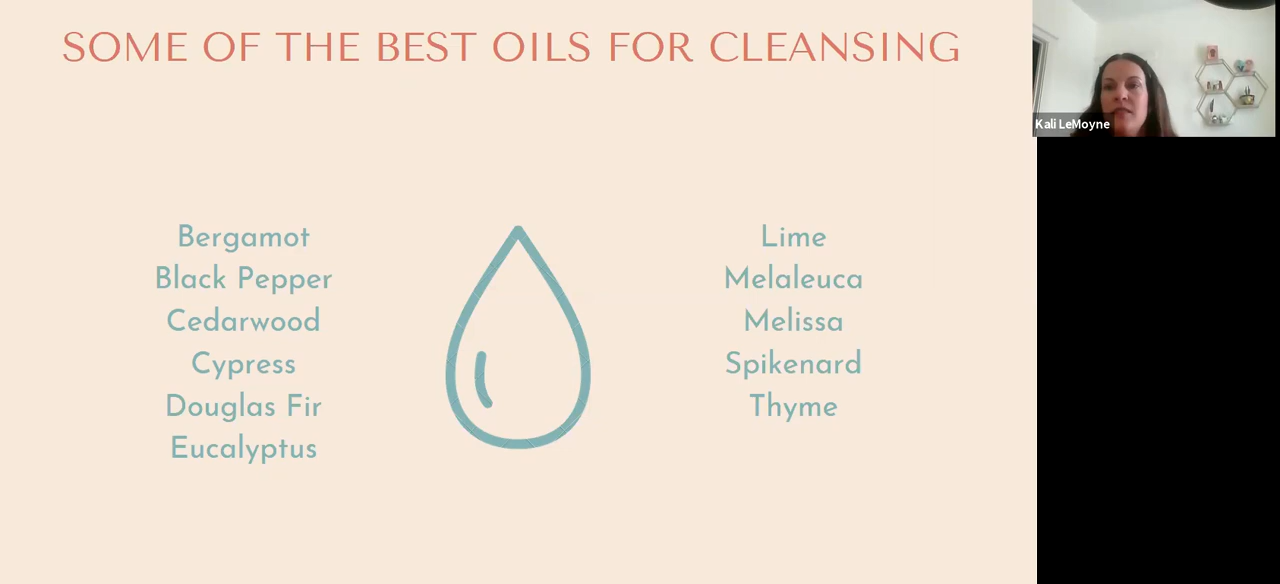 SOME OF THE BEST OILS FOR CLEANSING
Kali LeMoyne
Bergamot
Black Pepper
Cedarwood
Cypress
Douglas Fir
Eucalyptus
Lime
Melaleuca
Melissa
Spikenard
Thyme